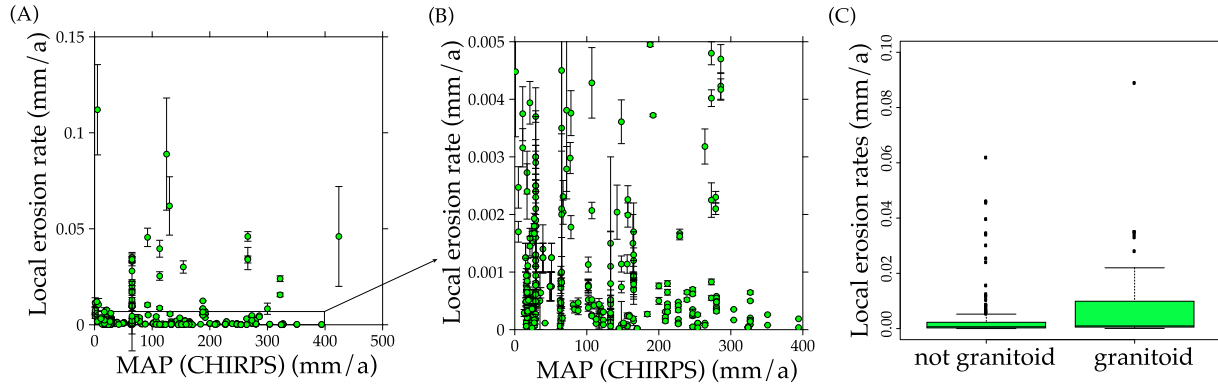 (A)
Local erosion rate (mm/a)
0.15
0.1
0.05
0
0
100
200
300
400
500
MAP (CHIRPS) (mm/a)
(B)
Local erosion rate (mm/a)
0.005
0.004
0.003
0.002
0.001
0
0
100
200
300
400
MAP (CHIRPS) (mm/a)
(C)
Local erosion rates (mm/a)
0.10
0.08
0.06
0.04
0.02
0.00
not granitoid
granitoid